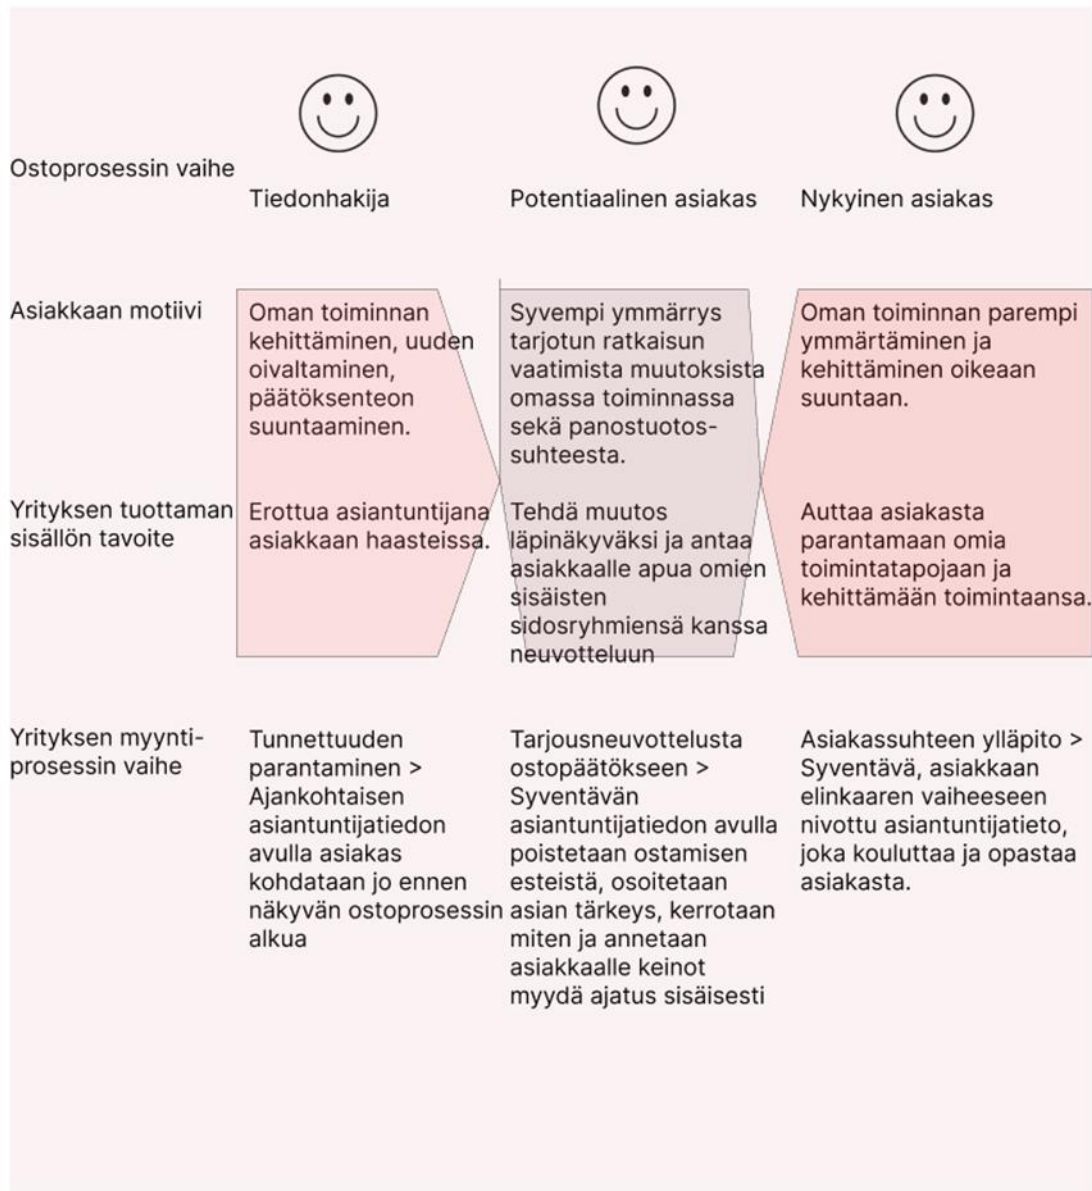 Ostoprosessin vaihe
Tiedonhakija
Potentiaalinen asiakas
Nykyinen asiakas
Asiakkaan motiivi
Oman toiminnan
kehittäminen, uuden
oivaltaminen,
päätöksenteon
suuntaaminen.
Syvempi ymmärrys
tarjotun ratkaisun
vaatimista muutoksista
omassa toiminnassa
sekä panostuotos-
suhteesta.
Oman toiminnan parempi
ymmärtäminen ja
kehittäminen oikeaan
suuntaan.
Yrityksen tuottaman
sisällön tavoite
Erottua asiantuntijana
asiakkaan haasteissa.
Tehdä muutos
läpinäkyväksi ja antaa
asiakkaalle apua omien
sisäisten
sidosryhmiensä kanssa
neuvotteluun
Auttaa asiakasta
parantamaan omia
toimintatapojaan ja
kehittämään toimintaansa.
Yrityksen myynti-
prosessin vaihe
Tunnettuuden
parantaminen >
Ajankohtaisen
asiantuntijatiedon
avulla asiakas
kohdataan jo ennen
näkyvän ostoprosessin
alkua
Tarjousneuvottelusta
ostopäätökseen >
Syventävän
asiantuntijatiedon avulla
poistetaan ostamisen
esteistä, osoitetaan
asian tärkeys, kerrotaan
miten ja annetaan
asiakkaalle keinot
myydä ajatus sisäisesti
Asiakassuhteen ylläpito >
Syventävä, asiakkaan
elinkaaren vaiheeseen
nivottu asiantuntijatieto,
joka kouluttaa ja opastaa
asiakasta.